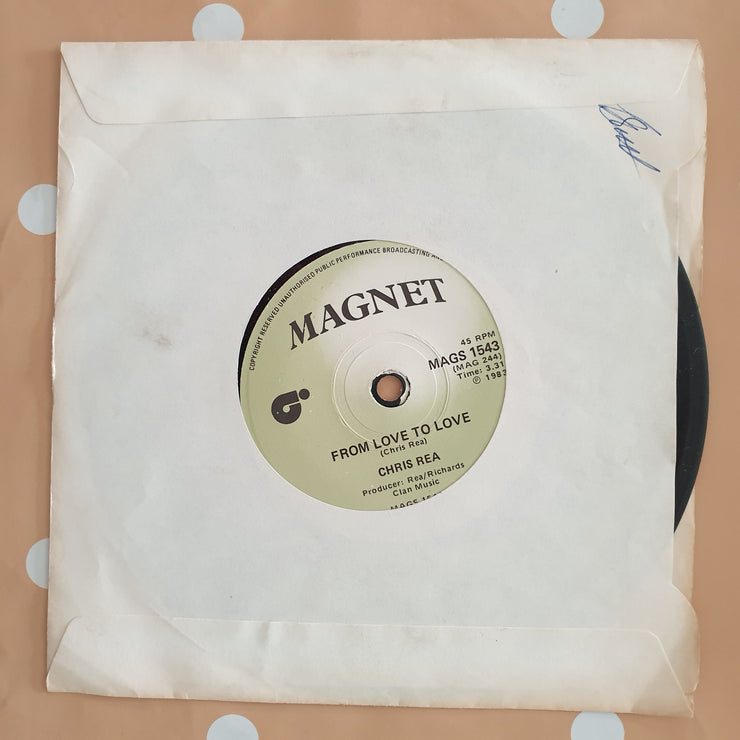 COPYRIGHT RESERVED UNAUTHORISED PUBLIC PERFORMANCE BROADCASTING
MAGNET
45 RPM
MAGS 1543
(MAG 244)
Time: 3.31
℗ 1983
FROM LOVE TO LOVE
(Chris Rea)
CHRIS REA
Producer: Rea/Richards
Clan Music
MAGS